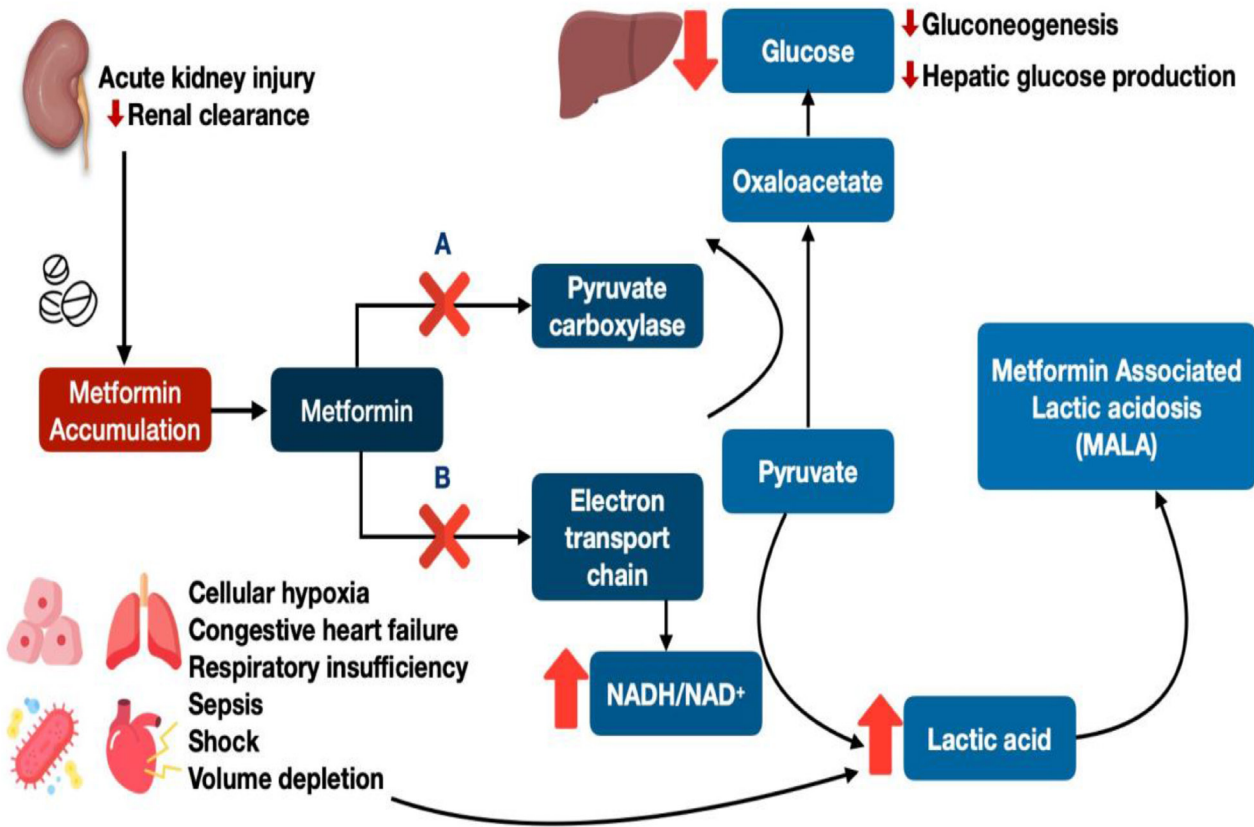 Acute kidney injury
Renal clearance
Glucose
Gluconeogenesis
Hepatic glucose production
Oxaloacetate
A
Pyruvate
carboxylase
Metformin
Accumulation
Metformin
Metformin Associated
Lactic acidosis
(MALA)
Pyruvate
B
Electron
transport
chain
Cellular hypoxia
Congestive heart failure
Respiratory insufficiency
Sepsis
Shock
Volume depletion
NADH/NAD⁺
Lactic acid